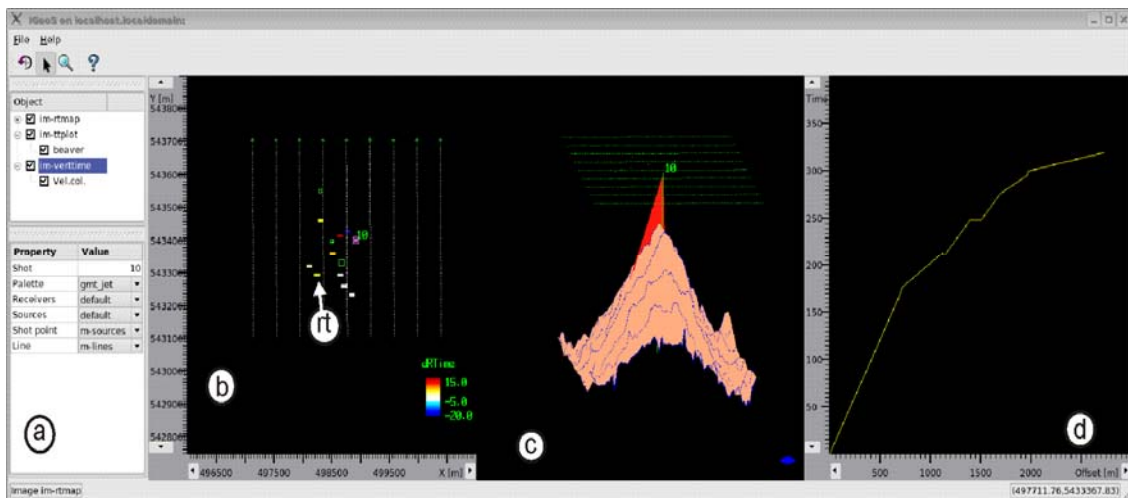 IGeoS on localhost.localdomain:
File Help
Object
im-rtmap
im-ttplot
beaver
im-verttime
Vel.col.
Property Value
Shot 10
Palette gmt_jet
Receivers default
Sources default
Shot point m-sources
Line m-lines
a
Y [m]
543800
543700
543600
543500
543400
543300
543200
543100
543000
542900
542800
10
rt
b
dRTime
15.0
-5.0
-20.0
496500 497500 498500 499500 X [m]
10
c
Time
350
300
250
200
150
100
50
d
500 1000 1500 2000 Offset [m]
Image im-rtmap
(497711.76,5433367.83)